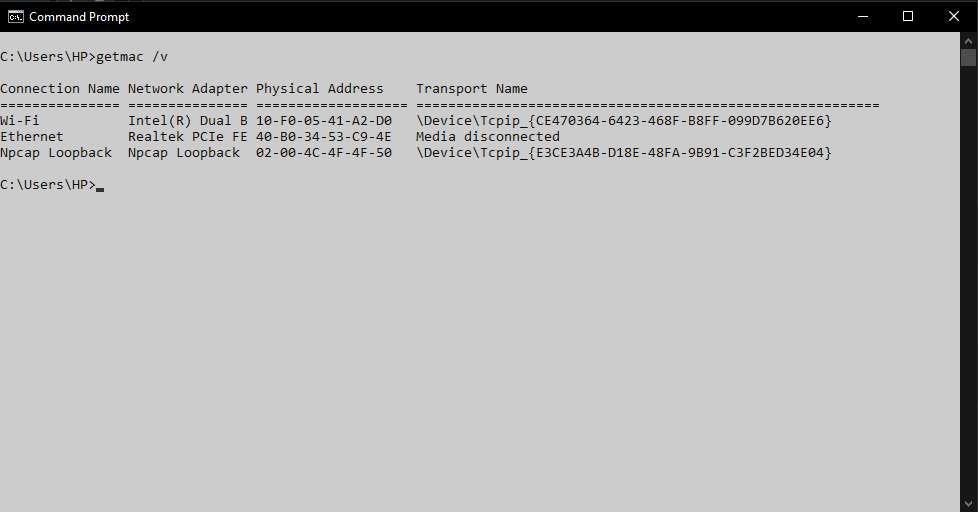 Command Prompt
C:\Users\HP>getmac /v
Connection Name Network Adapter Physical Address    Transport Name
=============== =============== =================== ==========================================================
Wi-Fi           Intel(R) Dual B 10-F0-05-41-A2-D0   \Device\Tcpip_{CE470364-6423-468F-B8FF-099D7B620EE6}
Ethernet        Realtek PCIe FE 40-B0-34-53-C9-4E   Media disconnected
Npcap Loopback  Npcap Loopback  02-00-4C-4F-4F-50   \Device\Tcpip_{E3CE3A4B-D18E-48FA-9B91-C3F2BED34E04}
C:\Users\HP>